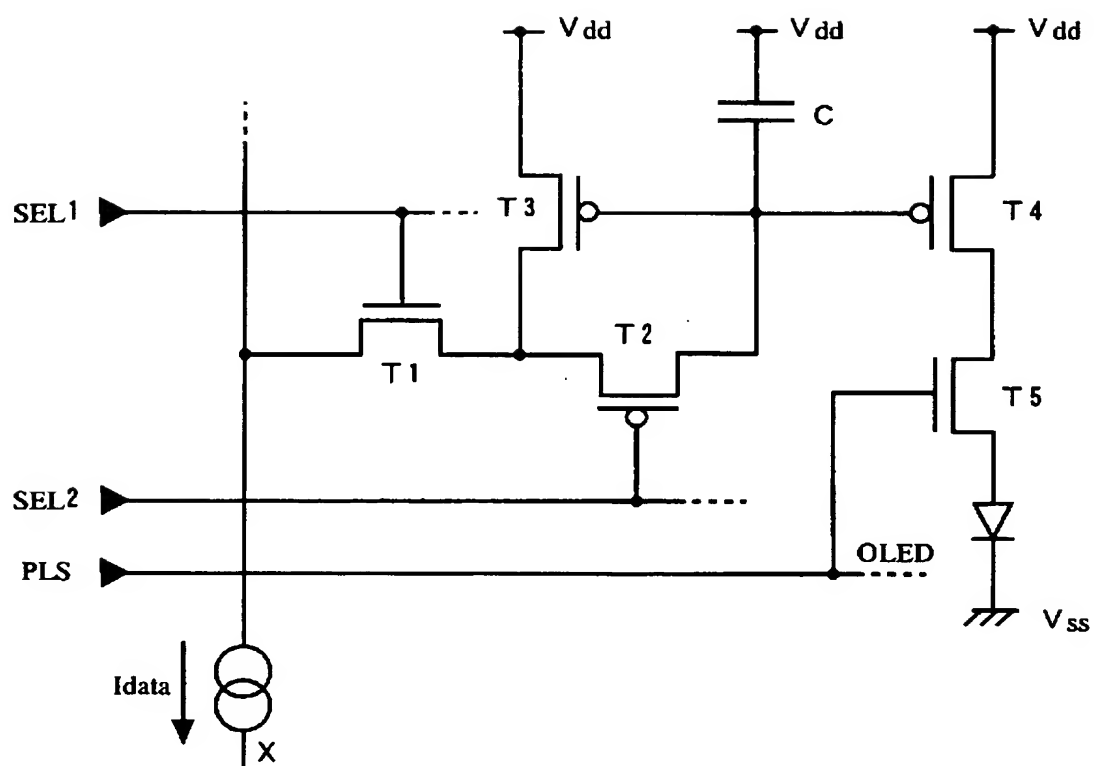 Vdd
Vdd
Vdd
C
SEL1
T3
T4
T2
T1
T5
SEL2
PLS
OLED
Vss
Idata
X